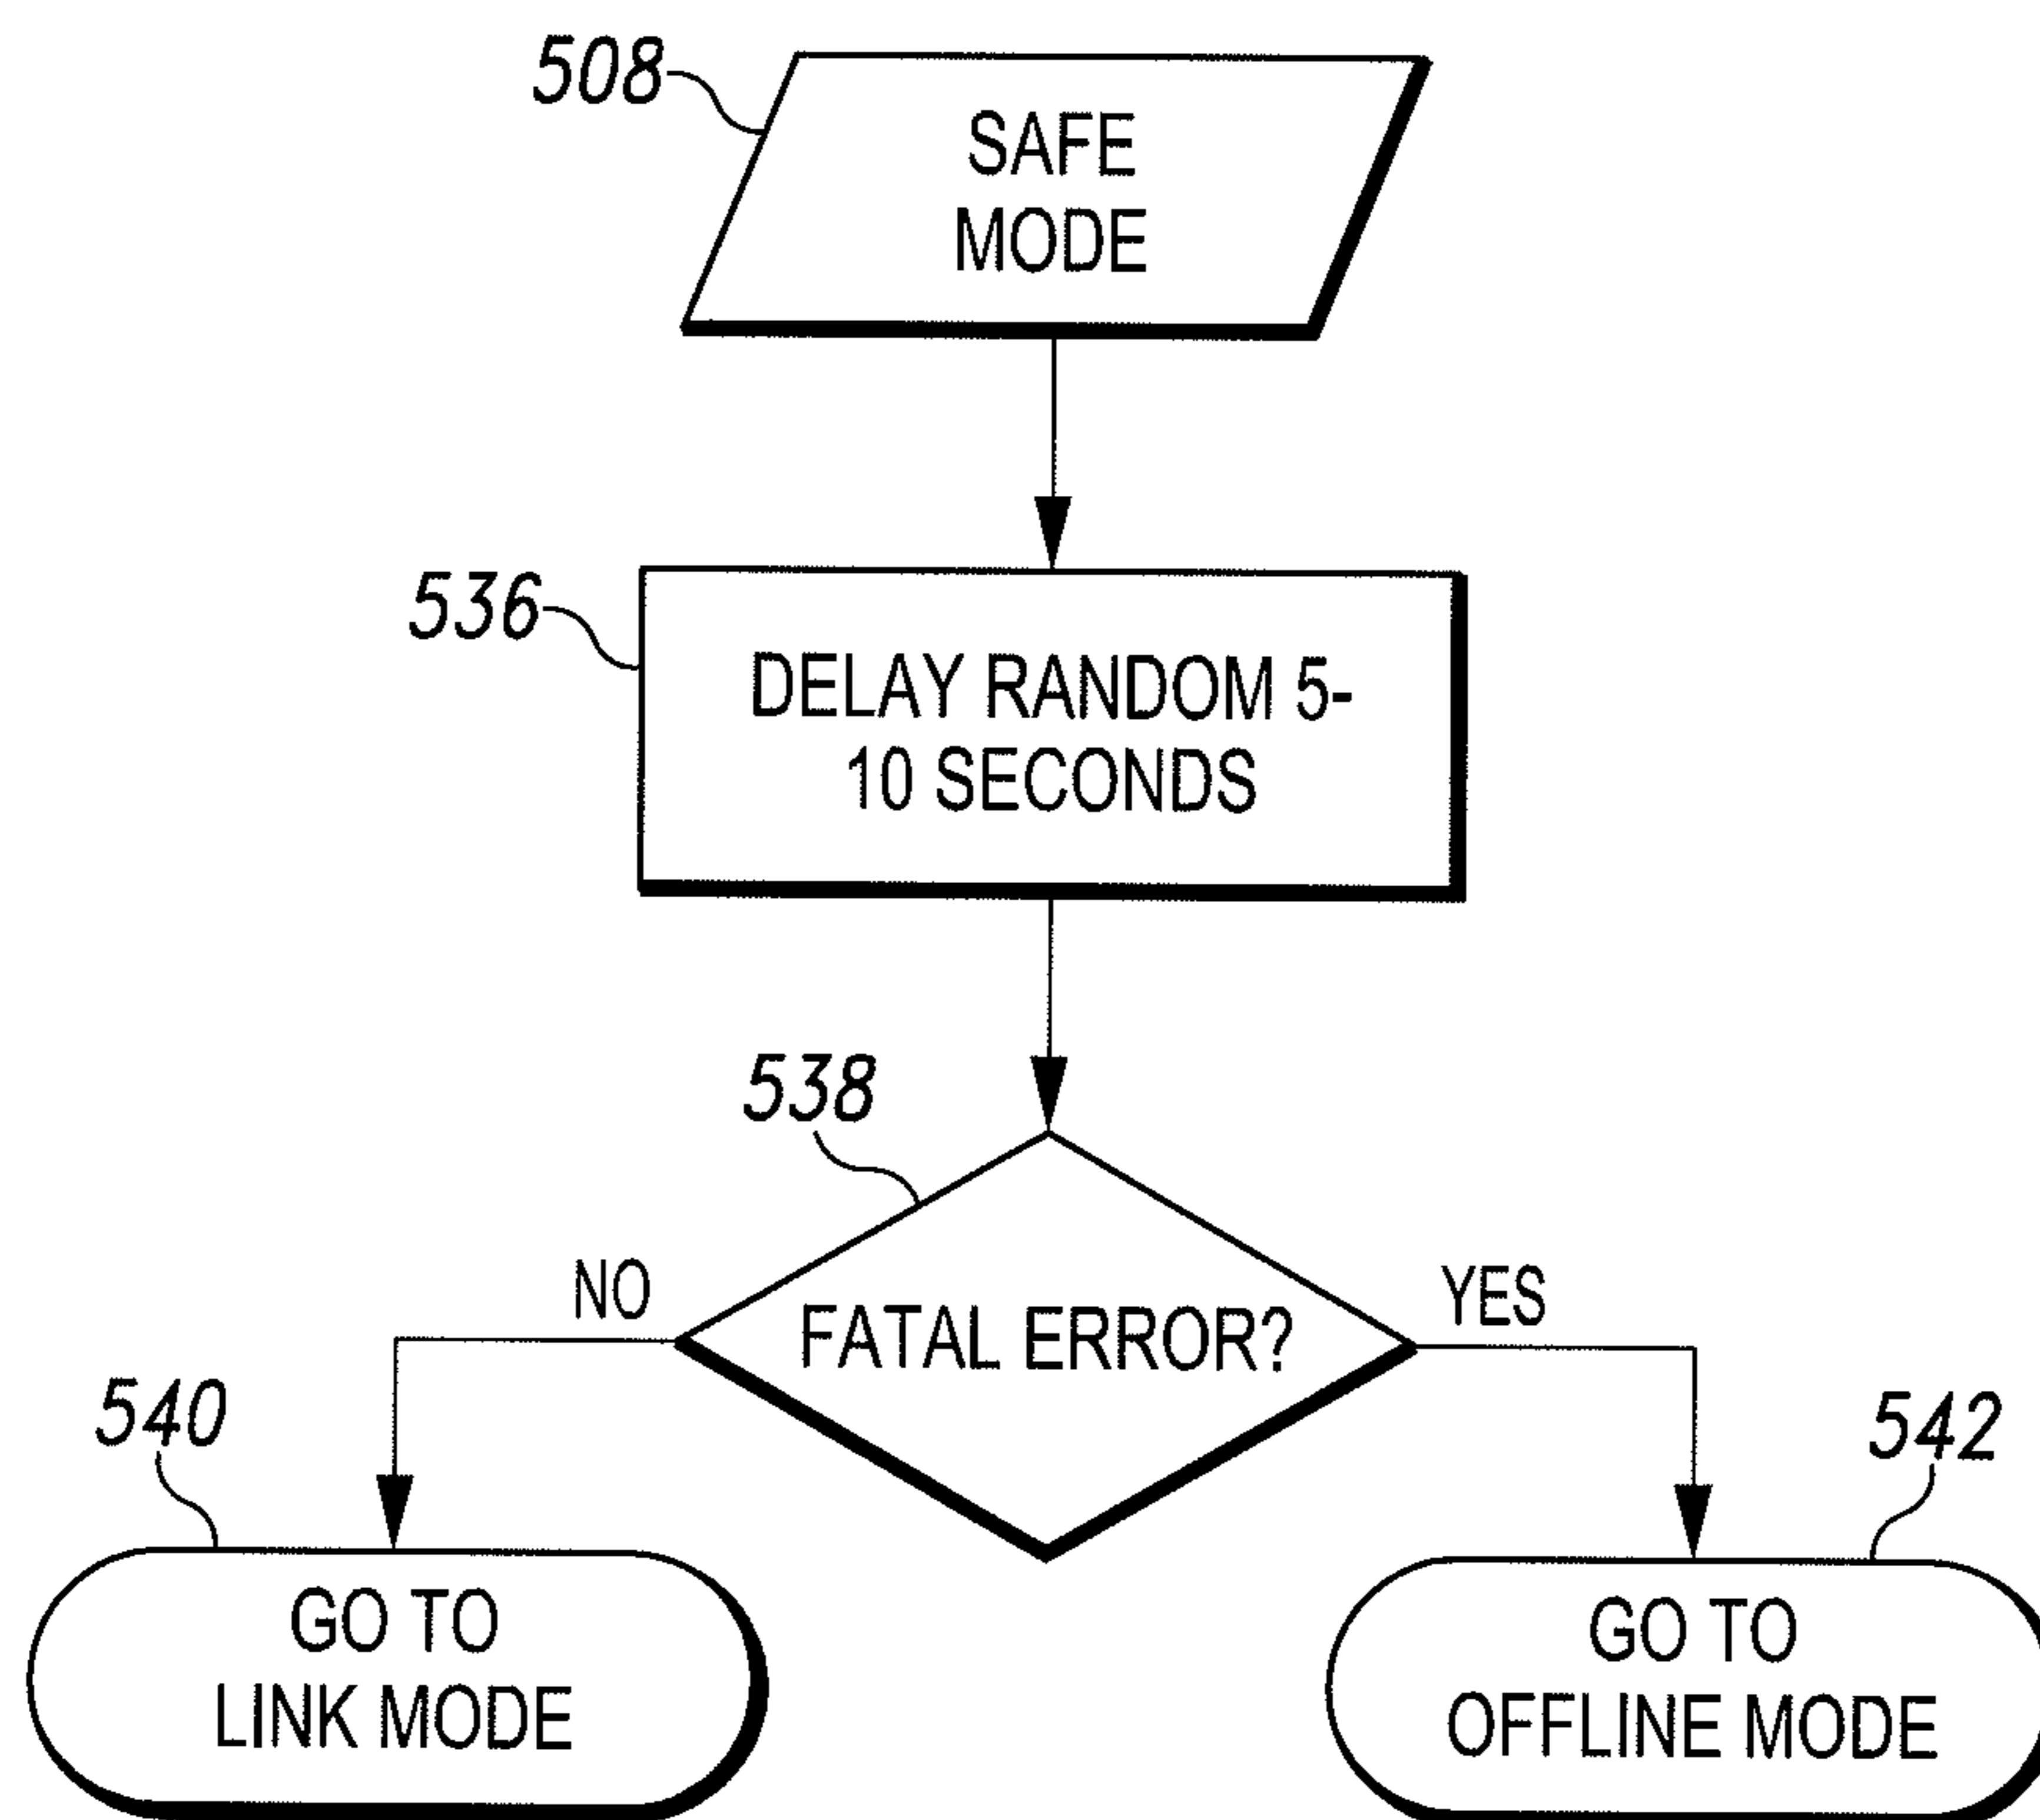 508
SAFE
MODE
536
DELAY RANDOM 5-
10 SECONDS
538
NO
FATAL ERROR?
YES
540
542
GO TO
LINK MODE
GO TO
OFFLINE MODE